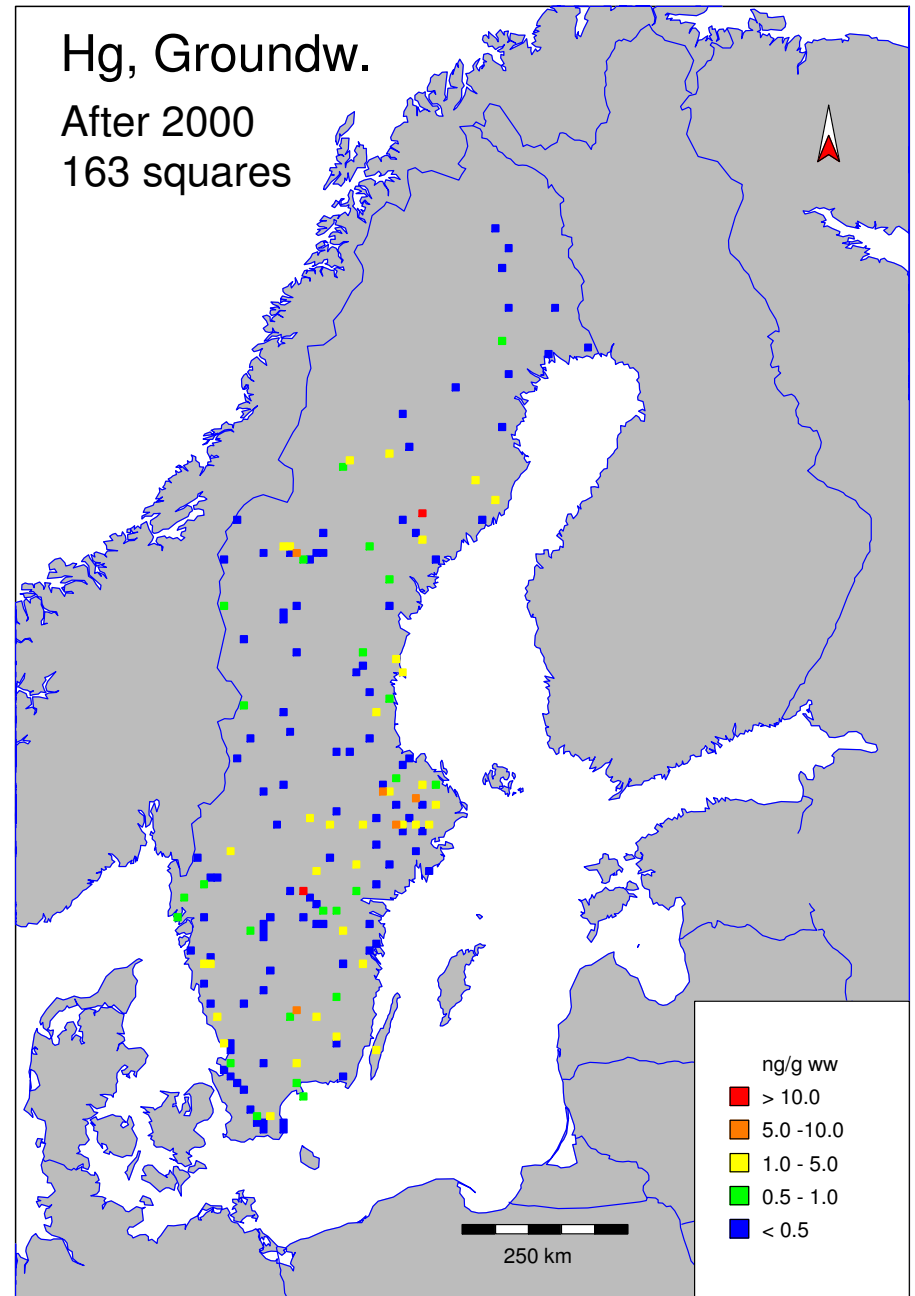 Hg, Groundw.
After 2000
163 squares
ng/g ww
> 10.0
5.0 -10.0
1.0 - 5.0
0.5 - 1.0
< 0.5
250 km